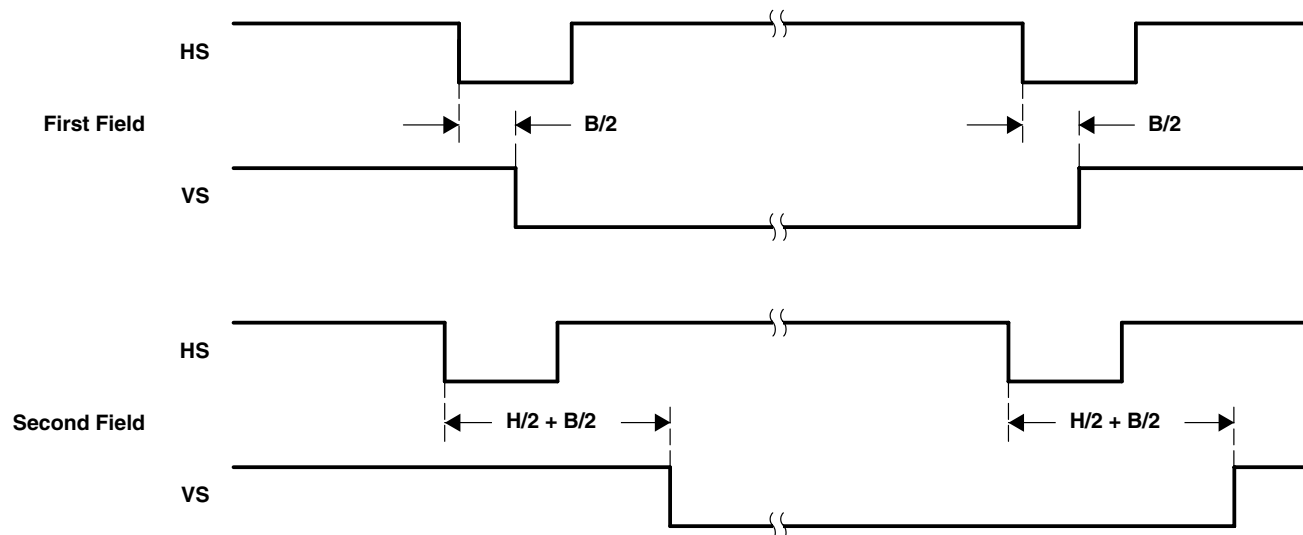 HS
First Field
B/2
B/2
VS
HS
Second Field
H/2 + B/2
H/2 + B/2
VS